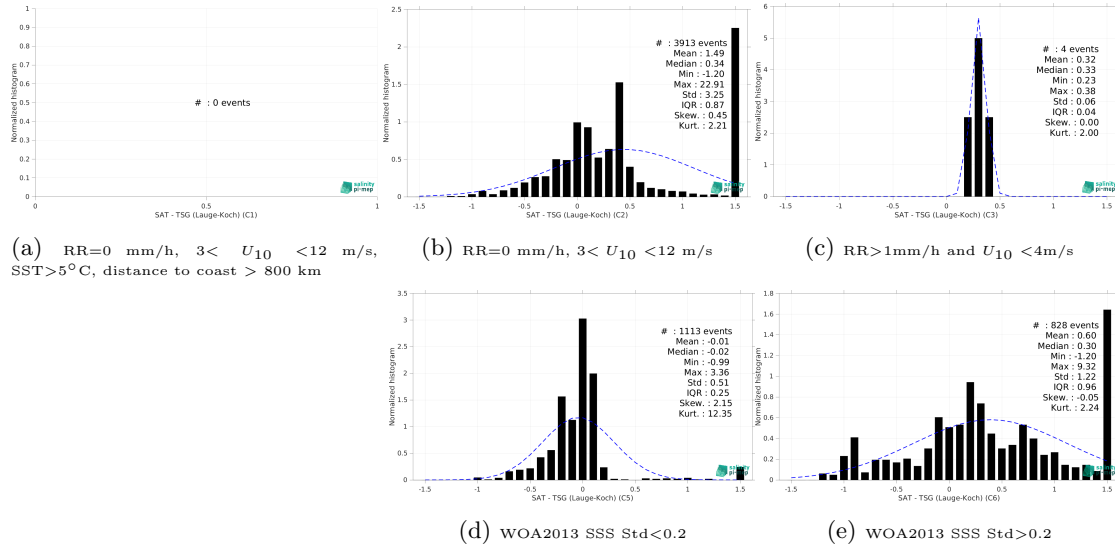 1
0.9
0.8
0.7
0.6
0.5
0.4
0.3
0.2
0.1
0
Normalized histogram
# : 0 events
salinity
pi-mep
0 0.5 1
SAT - TSG (Lauge-Koch) (C1)
(a) RR=0 mm/h, 3< U10 <12 m/s,
SST>5°C, distance to coast > 800 km
2.5
2
1.5
1
0.5
0
Normalized histogram
# : 3913 events
Mean : 1.49
Median : 0.34
Min : -1.20
Max : 22.91
Std : 3.25
IQR : 0.87
Skew. : 0.45
Kurt. : 2.21
salinity
pi-mep
-1.5 -1 -0.5 0 0.5 1 1.5
SAT - TSG (Lauge-Koch) (C2)
(b) RR=0 mm/h, 3< U10 <12 m/s
6
5
4
3
2
1
0
Normalized histogram
# : 4 events
Mean : 0.32
Median : 0.33
Min : 0.23
Max : 0.38
Std : 0.06
IQR : 0.04
Skew. : 0.00
Kurt. : 2.00
salinity
pi-mep
-1.5 -1 -0.5 0 0.5 1 1.5
SAT - TSG (Lauge-Koch) (C3)
(c) RR>1mm/h and U10 <4m/s
3.5
3
2.5
2
1.5
1
0.5
0
Normalized histogram
# : 1113 events
Mean : -0.01
Median : -0.02
Min : -0.99
Max : 3.36
Std : 0.51
IQR : 0.25
Skew. : 2.15
Kurt. : 12.35
salinity
pi-mep
-1.5 -1 -0.5 0 0.5 1 1.5
SAT - TSG (Lauge-Koch) (C5)
(d) WOA2013 SSS Std<0.2
1.8
1.6
1.4
1.2
1
0.8
0.6
0.4
0.2
0
Normalized histogram
# : 828 events
Mean : 0.60
Median : 0.30
Min : -1.20
Max : 9.32
Std : 1.22
IQR : 0.96
Skew. : -0.05
Kurt. : 2.24
salinity
pi-mep
-1.5 -1 -0.5 0 0.5 1 1.5
SAT - TSG (Lauge-Koch) (C6)
(e) WOA2013 SSS Std>0.2